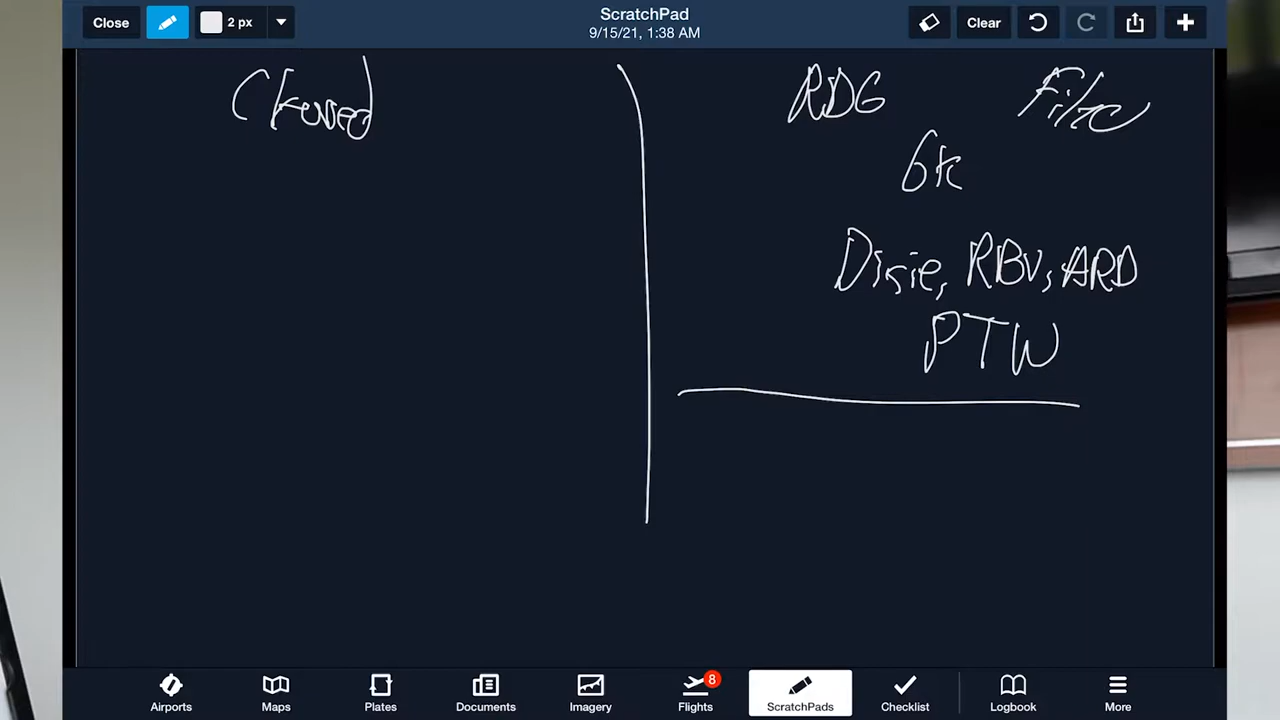 Close
2 px
ScratchPad
9/15/21, 1:38 AM
Clear
RDG
Filed
6k
Dixie, RBV, ARD
PTW
Airports
Maps
Plates
Documents
Imagery
8
Flights
ScratchPads
Checklist
Logbook
More